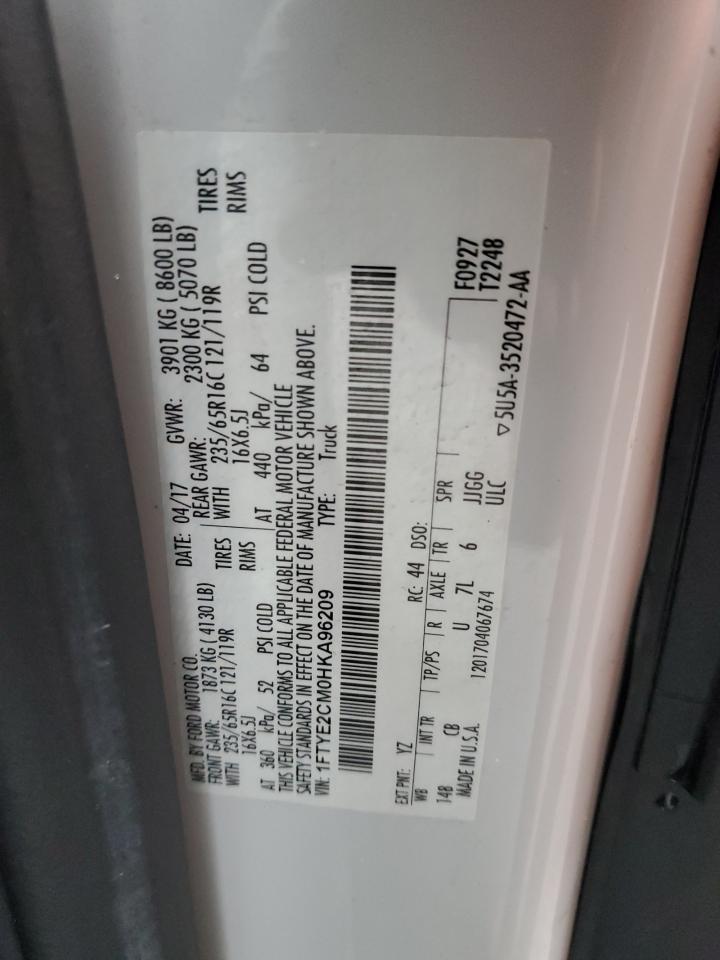 MFD. BY FORD MOTOR CO.
DATE: 04/17 GVWR: 3901 KG ( 8600 LB)
FRONT GAWR: 1873 KG ( 4130 LB) REAR GAWR: 2300 KG ( 5070 LB)
WITH 235/65R16C 121/119R TIRES WITH 235/65R16C 121/119R TIRES
16X6.5J RIMS 16X6.5J RIMS
AT 360 kPa/ 52 PSI COLD AT 440 kPa/ 64 PSI COLD
THIS VEHICLE CONFORMS TO ALL APPLICABLE FEDERAL MOTOR VEHICLE
SAFETY STANDARDS IN EFFECT ON THE DATE OF MANUFACTURE SHOWN ABOVE.
VIN: 1FTYE2CM0HKA96209 TYPE: Truck
EXT PNT: YZ RC: 44 DSO:
WB INT TR TP/PS R AXLE TR SPR F0927
148 CB U 7L 6 JJGG T2248
MADE IN U.S.A. 1201704067674 ULC
▽5U5A-3520472-AA